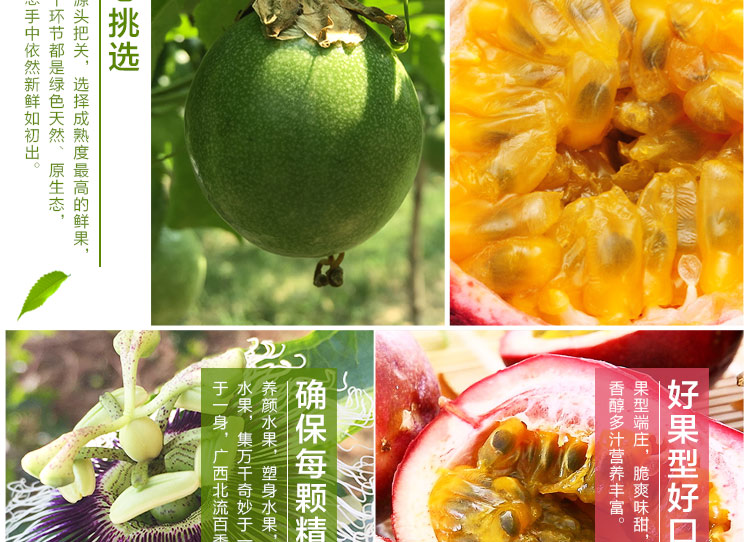 挑选
源头把关，选择成熟度最高的鲜果，
环节都是绿色天然、原生态，
手中依然新鲜如初出。
确保每颗精
养颜水果，塑身水果，
水果，集万千奇妙于一
于一身，广西北流百香
好果型好口
果型端庄，脆爽味甜，
香醇多汁营养丰富。